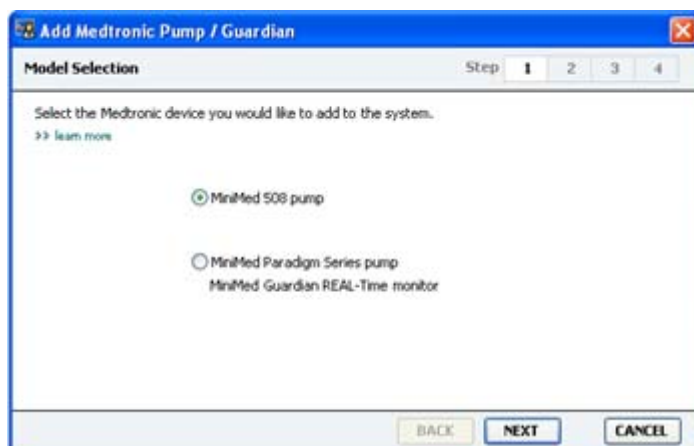 Add Medtronic Pump / Guardian
Model Selection Step 1 2 3 4
Select the Medtronic device you would like to add to the system.
>> learn more
MiniMed 508 pump
MiniMed Paradigm Series pump
MiniMed Guardian REAL-Time monitor
BACK NEXT CANCEL